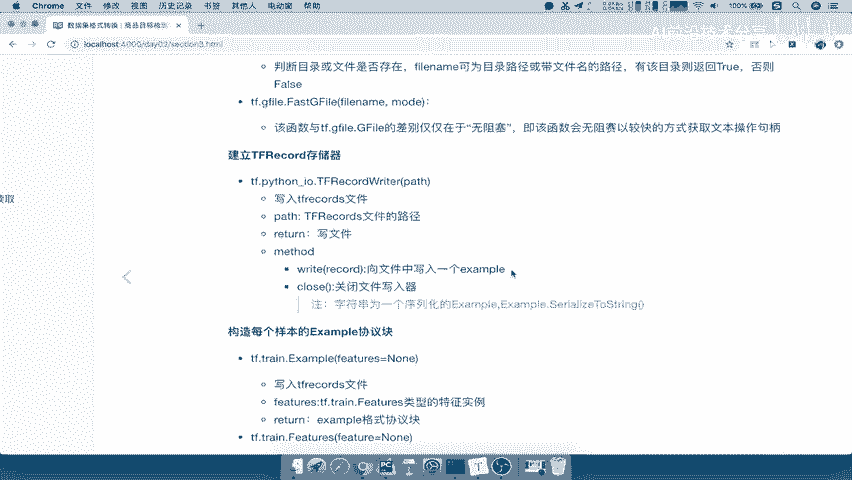 Chrome 文件 修改 视图 历史记录 书签 其他人 电动窗 帮助
100%
数据集格式转换 | 商品目标检测
localhost:4000/day02/section3.html
判断目录或文件是否存在，filename可为目录路径或带文件名的路径，有该目录则返回True，否则
False
tf.gfile.FastGFile(filename, mode)：
该函数与tf.gfile.GFile的差别仅仅在于“无阻塞”，即该函数会无阻赛以较快的方式获取文本操作句柄
建立TFRecord存储器
tf.python_io.TFRecordWriter(path)
读取
写入tfrecords文件
path: TFRecords文件的路径
return：写文件
method
write(record):向文件中写入一个example
close():关闭文件写入器
注：字符串为一个序列化的Example,Example.SerializeToString()
构造每个样本的Example协议块
tf.train.Example(features=None)
写入tfrecords文件
features:tf.train.Features类型的特征实例
return：example格式协议块
tf.train.Features(feature=None)